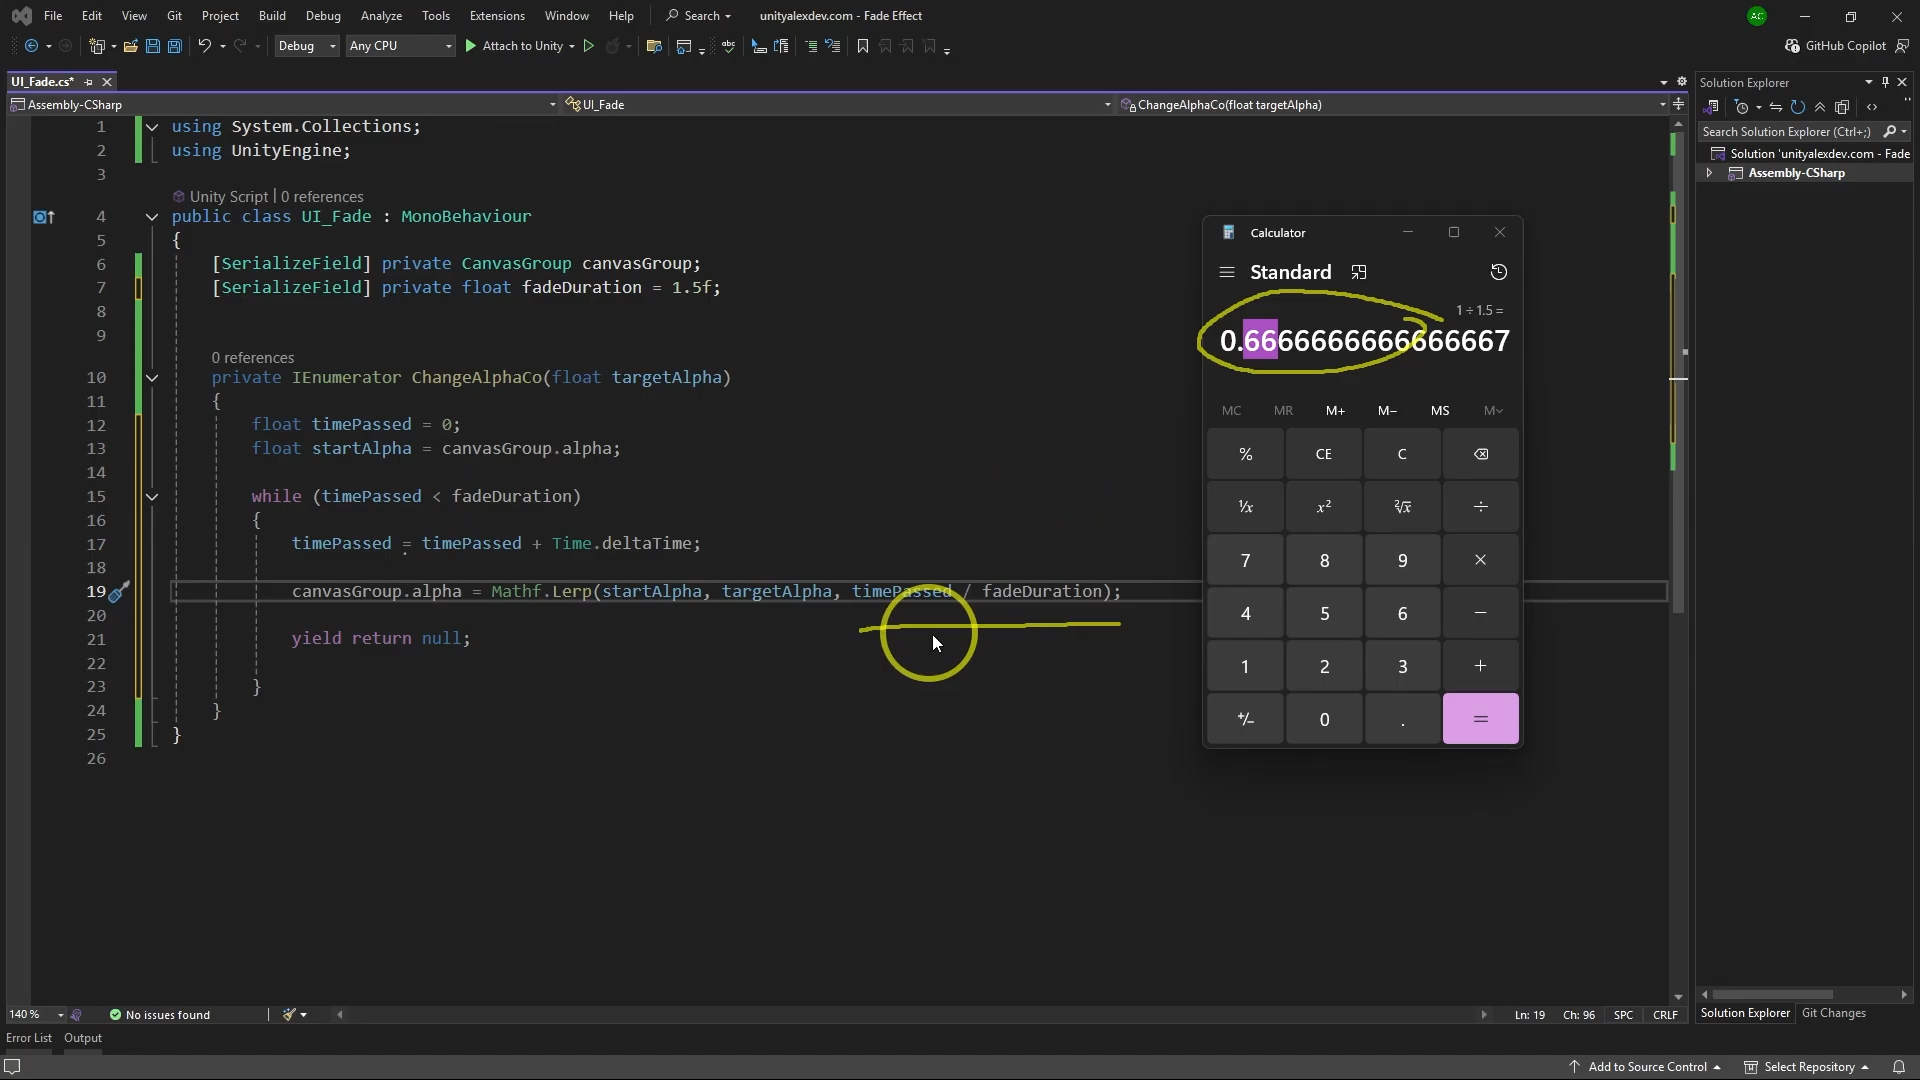 File Edit View Git Project Build Debug Analyze Tools Extensions Window Help Search unityalexdev.com - Fade Effect AC
Debug Any CPU Attach to Unity GitHub Copilot
UI_Fade.cs*
Assembly-CSharp UI_Fade ChangeAlphaCo(float targetAlpha)
1 using System.Collections;
2 using UnityEngine;
3
Unity Script | 0 references
4 public class UI_Fade : MonoBehaviour
5 {
6 [SerializeField] private CanvasGroup canvasGroup;
7 [SerializeField] private float fadeDuration = 1.5f;
8
9
0 references
10 private IEnumerator ChangeAlphaCo(float targetAlpha)
11 {
12 float timePassed = 0;
13 float startAlpha = canvasGroup.alpha;
14
15 while (timePassed < fadeDuration)
16 {
17 timePassed = timePassed + Time.deltaTime;
18
19 canvasGroup.alpha = Mathf.Lerp(startAlpha, targetAlpha, timePassed / fadeDuration);
20
21 yield return null;
22
23 }
24 }
25 }
26
Calculator
Standard
1 ÷ 1.5 =
0.6666666666666667
MC MR M+ M− MS M˅
% CE C
¹/x x² ²√x ÷
7 8 9 ×
4 5 6 −
1 2 3 +
+/− 0 . =
Solution Explorer
Search Solution Explorer (Ctrl+;)
Solution 'unityalexdev.com - Fade
Assembly-CSharp
140 % No issues found Ln: 19 Ch: 96 SPC CRLF
Solution Explorer Git Changes
Error List Output
Add to Source Control Select Repository